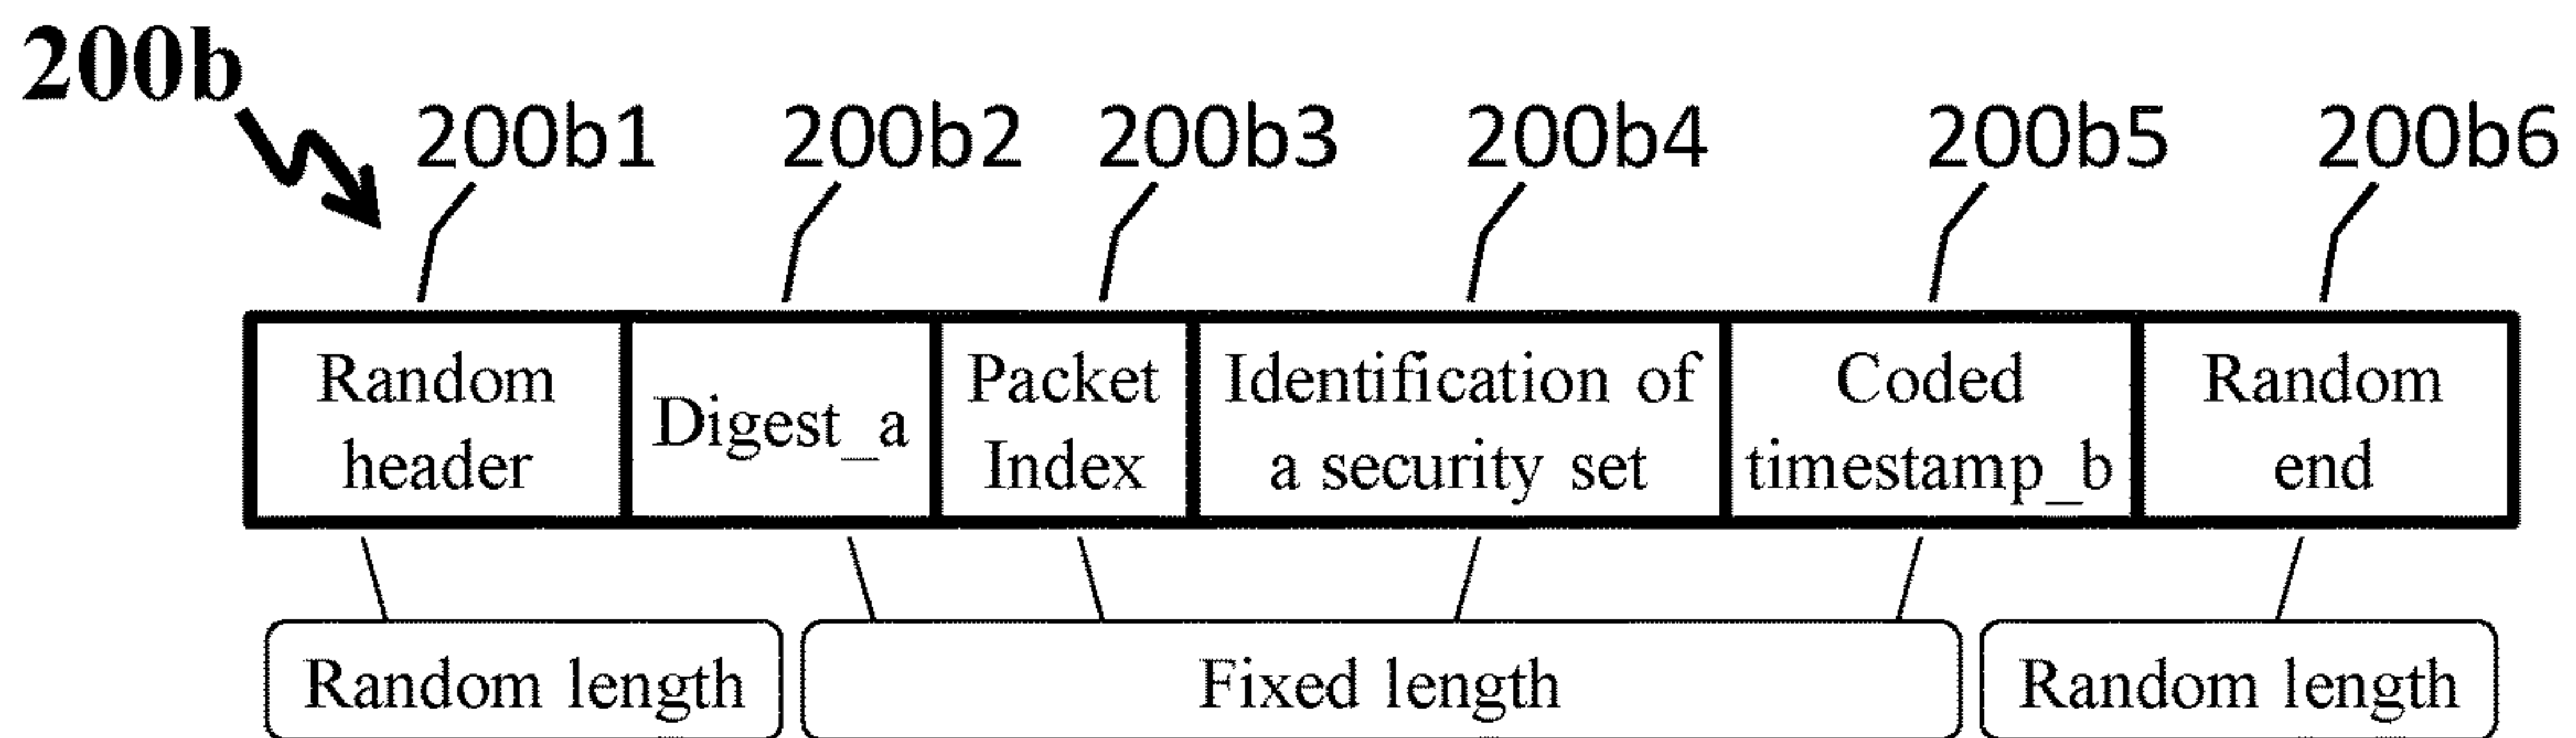 200b
200b1 200b2 200b3 200b4 200b5 200b6
Random header
Digest_a
Packet Index
Identification of a security set
Coded timestamp_b
Random end
Random length
Fixed length
Random length